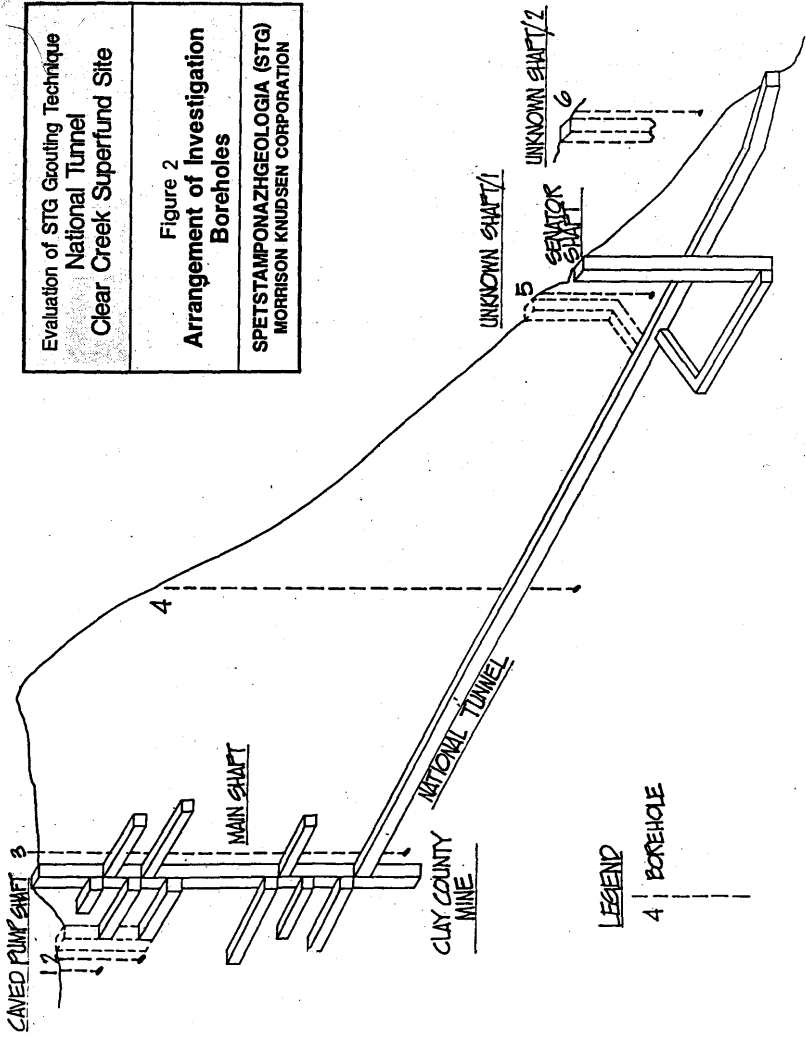 Evaluation of STG Grouting Technique
National Tunnel
Clear Creek Superfund Site
Figure 2
Arrangement of Investigation
Boreholes
SPETSTAMPONAZHGEOLOGIA (STG)
MORRISON KNUDSEN CORPORATION
CAVED PUMP SHAFT
1
2
3
MAIN SHAFT
4
UNKNOWN SHAFT/1
5
SENATOR
SHAFT
UNKNOWN SHAFT/2
6
NATIONAL TUNNEL
CLAY COUNTY
MINE
LEGEND
4 BOREHOLE